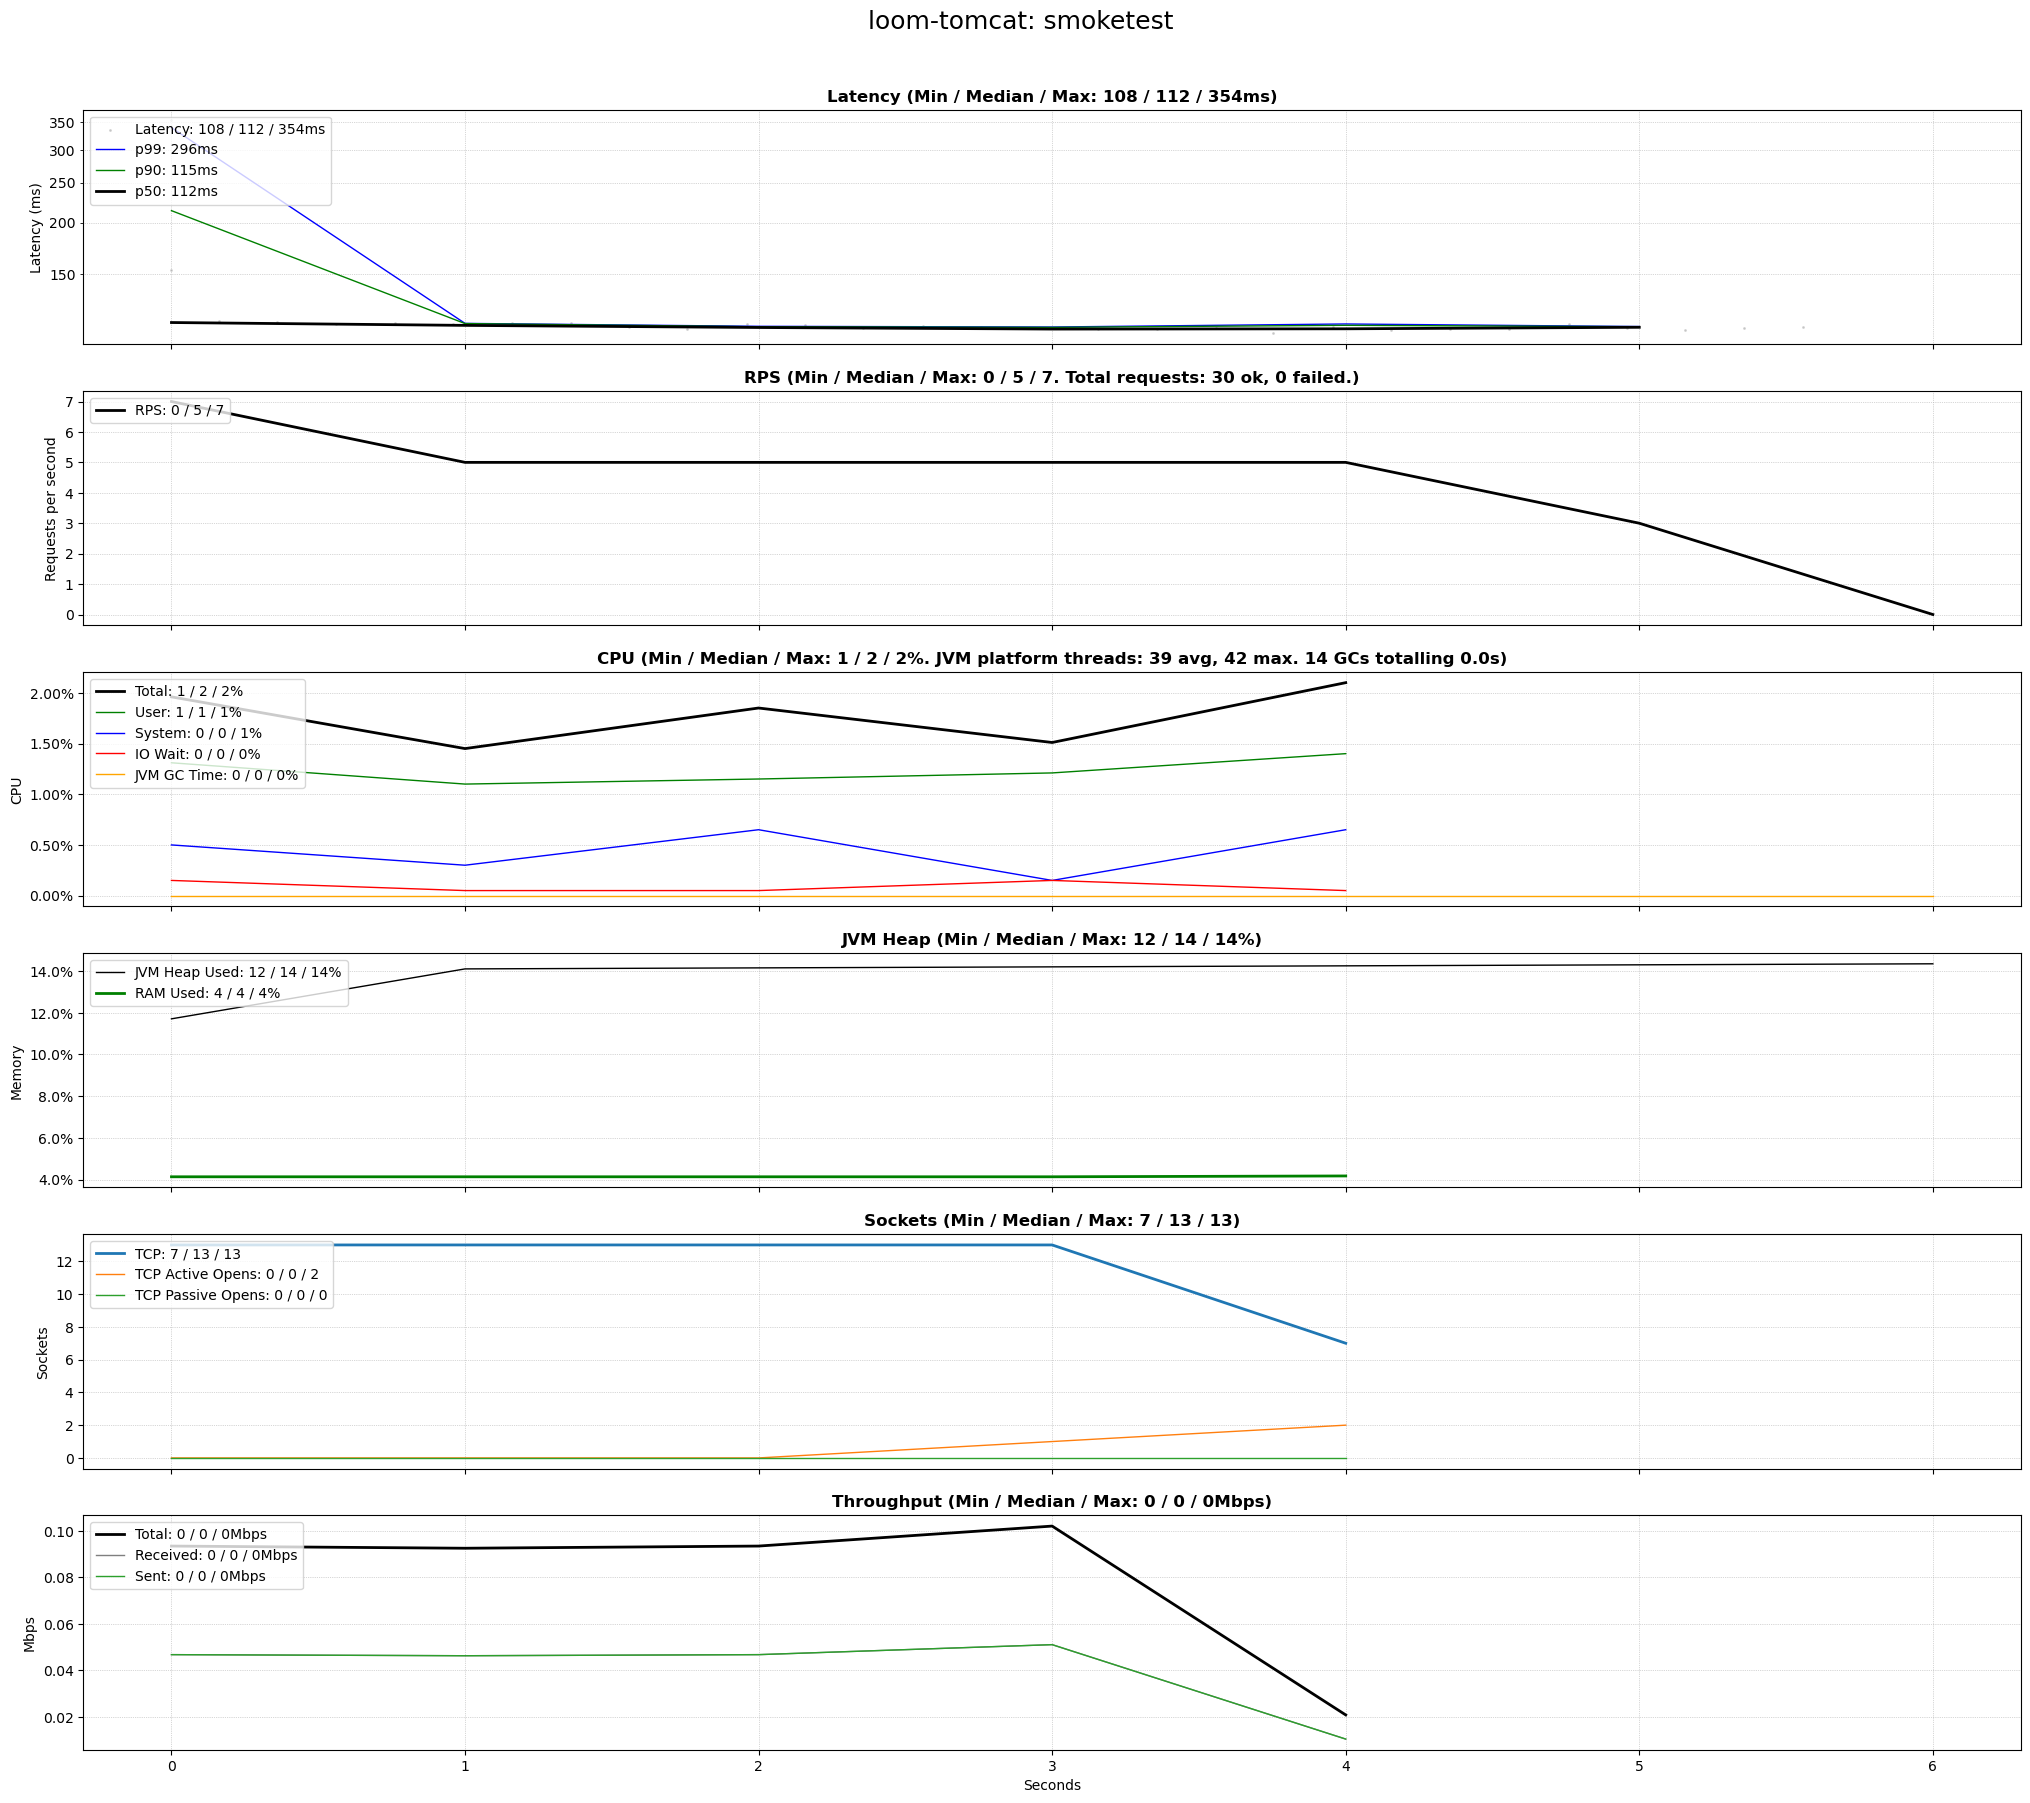 loom-tomcat: smoketest
Latency (Min / Median / Max: 108 / 112 / 354ms)
Latency (ms)
350
300
250
200
150
Latency: 108 / 112 / 354ms
p99: 296ms
p90: 115ms
p50: 112ms
RPS (Min / Median / Max: 0 / 5 / 7. Total requests: 30 ok, 0 failed.)
Requests per second
7
6
5
4
3
2
1
0
RPS: 0 / 5 / 7
CPU (Min / Median / Max: 1 / 2 / 2%. JVM platform threads: 39 avg, 42 max. 14 GCs totalling 0.0s)
CPU
2.00%
1.50%
1.00%
0.50%
0.00%
Total: 1 / 2 / 2%
User: 1 / 1 / 1%
System: 0 / 0 / 1%
IO Wait: 0 / 0 / 0%
JVM GC Time: 0 / 0 / 0%
JVM Heap (Min / Median / Max: 12 / 14 / 14%)
Memory
14.0%
12.0%
10.0%
8.0%
6.0%
4.0%
JVM Heap Used: 12 / 14 / 14%
RAM Used: 4 / 4 / 4%
Sockets (Min / Median / Max: 7 / 13 / 13)
Sockets
12
10
8
6
4
2
0
TCP: 7 / 13 / 13
TCP Active Opens: 0 / 0 / 2
TCP Passive Opens: 0 / 0 / 0
Throughput (Min / Median / Max: 0 / 0 / 0Mbps)
Mbps
0.10
0.08
0.06
0.04
0.02
Total: 0 / 0 / 0Mbps
Received: 0 / 0 / 0Mbps
Sent: 0 / 0 / 0Mbps
0 1 2 3 4 5 6
Seconds